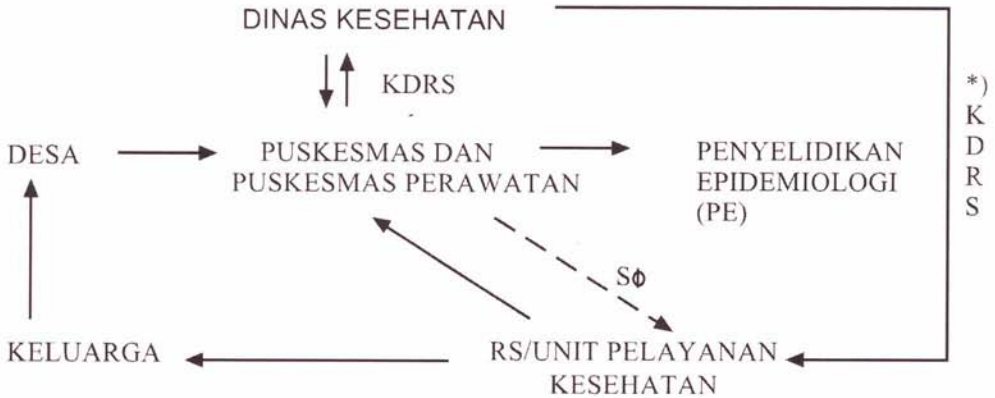 DINAS KESEHATAN
KDRS
*)
K
D
R
S
DESA
PUSKESMAS DAN
PUSKESMAS PERAWATAN
PENYELIDIKAN
EPIDEMIOLOGI
(PE)
Sϕ
KELUARGA
RS/UNIT PELAYANAN
KESEHATAN